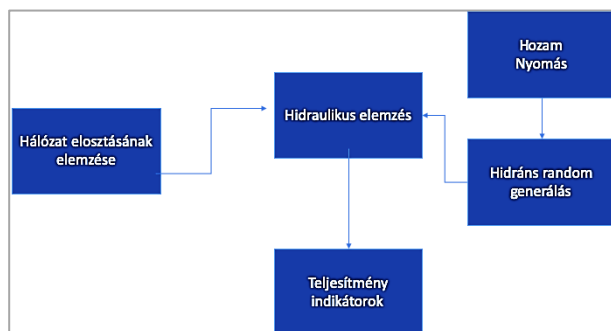 Hozam
Nyomás
Hidraulikus elemzés
Hálózat elosztásának
elemzése
Hidráns random
generálás
Teljesítmény
indikátorok